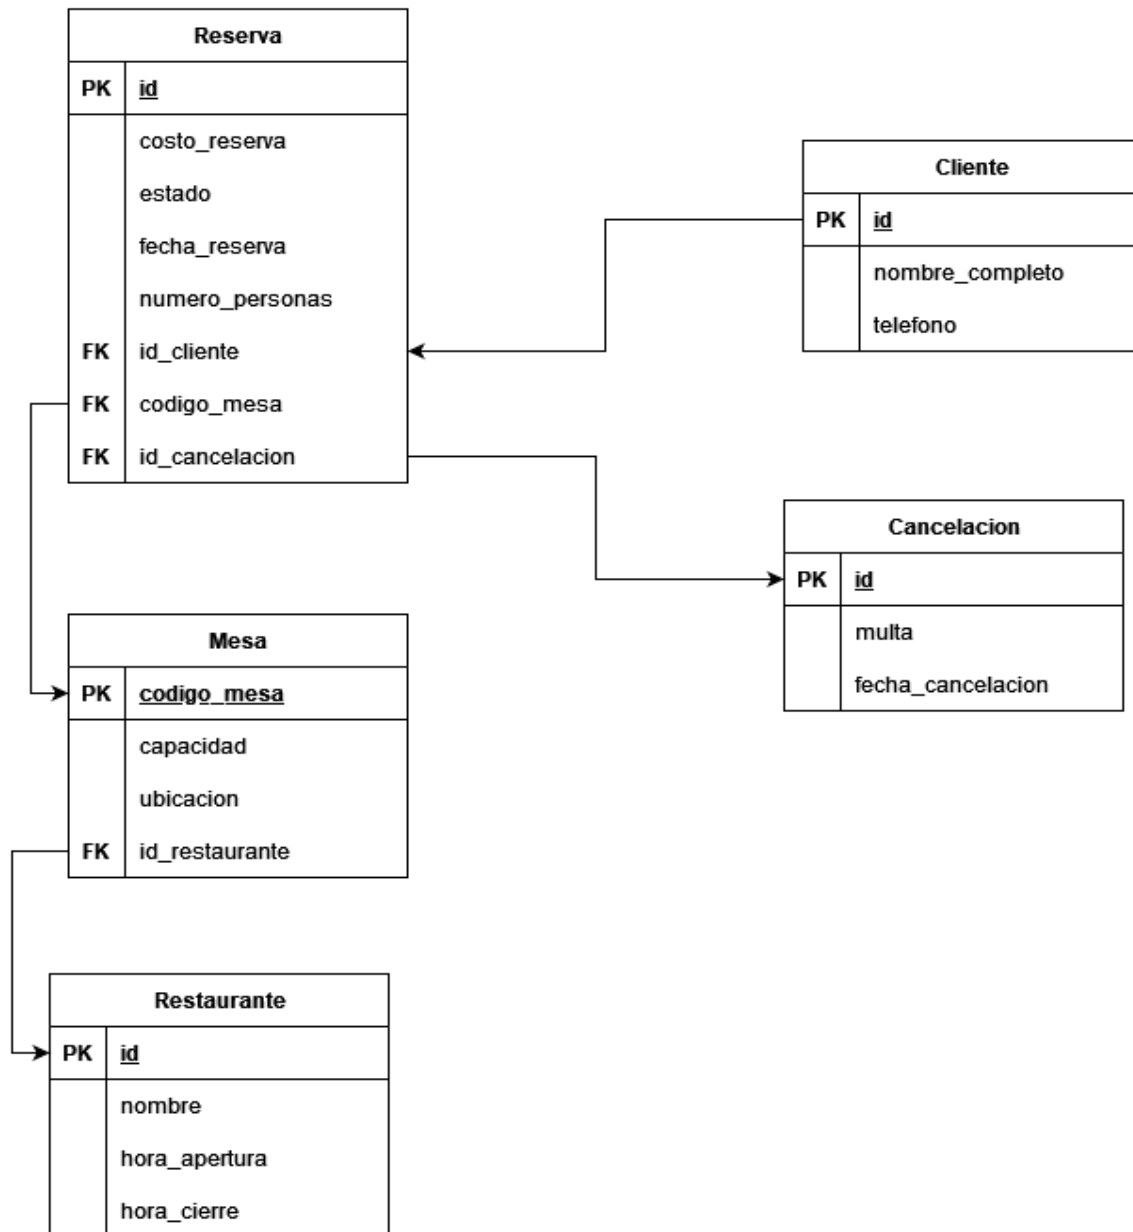 Reserva
PK id
costo_reserva
estado
fecha_reserva
numero_personas
FK id_cliente
FK codigo_mesa
FK id_cancelacion
Cliente
PK id
nombre_completo
telefono
Cancelacion
PK id
multa
fecha_cancelacion
Mesa
PK codigo_mesa
capacidad
ubicacion
FK id_restaurante
Restaurante
PK id
nombre
hora_apertura
hora_cierre